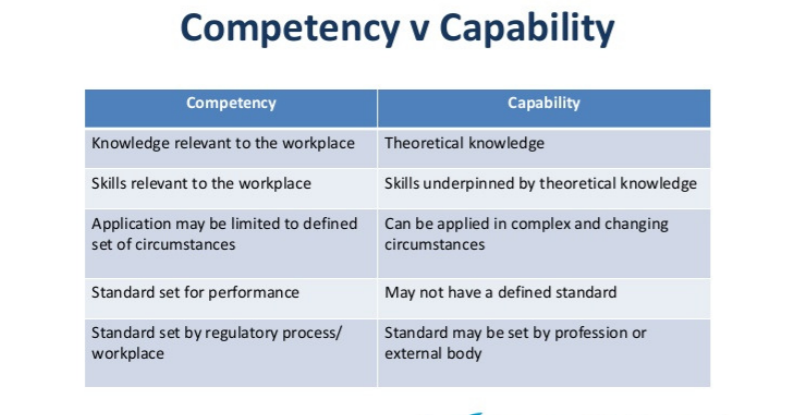 Competency v Capability
Competency
Capability
Knowledge relevant to the workplace
Theoretical knowledge
Skills relevant to the workplace
Skills underpinned by theoretical knowledge
Application may be limited to defined
set of circumstances
Can be applied in complex and changing
circumstances
Standard set for performance
May not have a defined standard
Standard set by regulatory process/
workplace
Standard may be set by profession or
external body